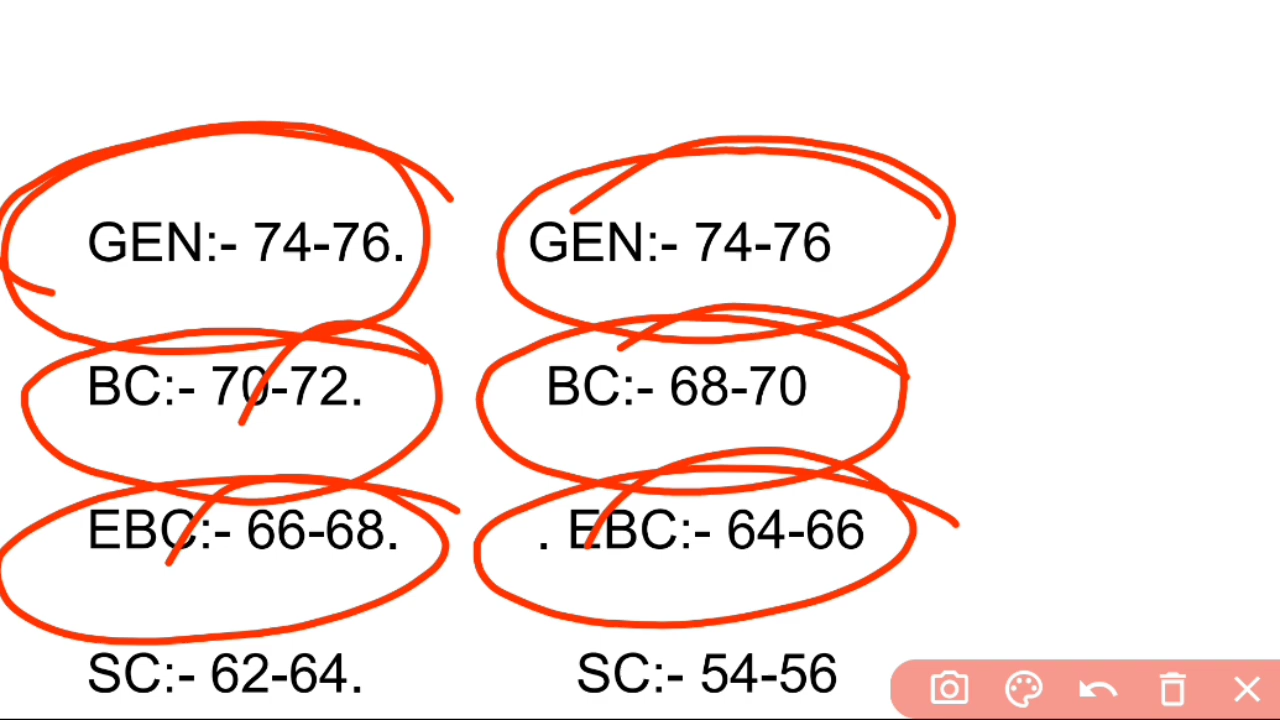 GEN:- 74-76. GEN:- 74-76
BC:- 70-72. BC:- 68-70
EBC:- 66-68. . EBC:- 64-66
SC:- 62-64. SC:- 54-56